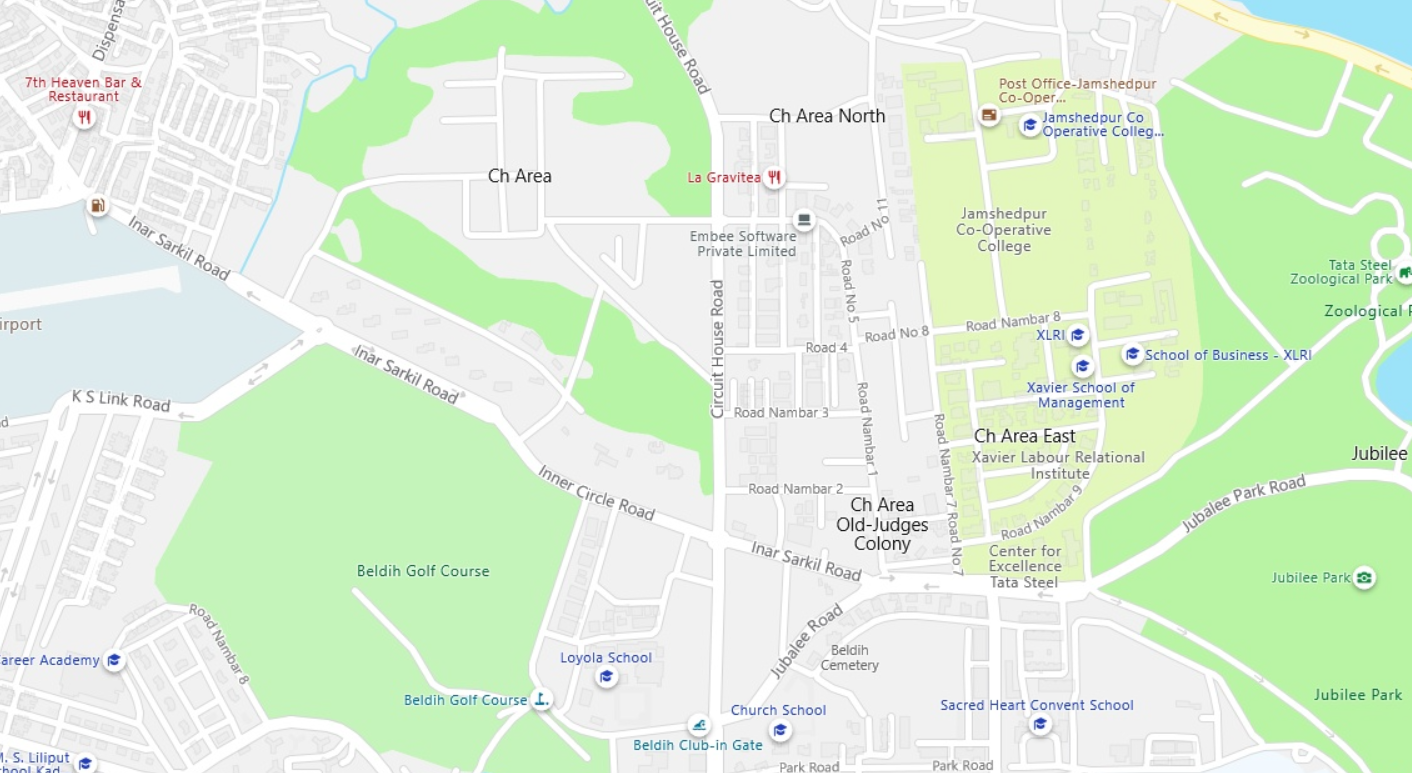 Dispensa
uit House Road
7th Heaven Bar &
Restaurant
Post Office-Jamshedpur
Co-Oper...
Jamshedpur Co
Operative Colleg...
Ch Area North
Ch Area
La Gravitea
Road No 11
Jamshedpur
Co-Operative
College
Embee Software
Private Limited
Inar Sarkil Road
Tata Steel
Zoological Park
Zoological P
irport
Road No 5
Circuit House Road
Road Nambar 8
Road No 8
XLRI
School of Business - XLRI
Road 4
Inar Sarkil Road
Xavier School of
Management
K S Link Road
Road Nambar 3
Road Nambar 1
d
Ch Area East
Xavier Labour Relational
Institute
Jubilee
Road Nambar 7
Road No 7
Inner Circle Road
Road Nambar 2
Ch Area
Old-Judges
Colony
Road Nambar 9
Jubalee Park Road
Inar Sarkil Road
Center for
Excellence
Tata Steel
Beldih Golf Course
Jubilee Park
Road Nambar 8
Jubalee Road
Beldih
Cemetery
areer Academy
Loyola School
Beldih Golf Course
Jubilee Park
Church School
Sacred Heart Convent School
Beldih Club-in Gate
M. S. Liliput
hool Kad
Park Road
Park Road